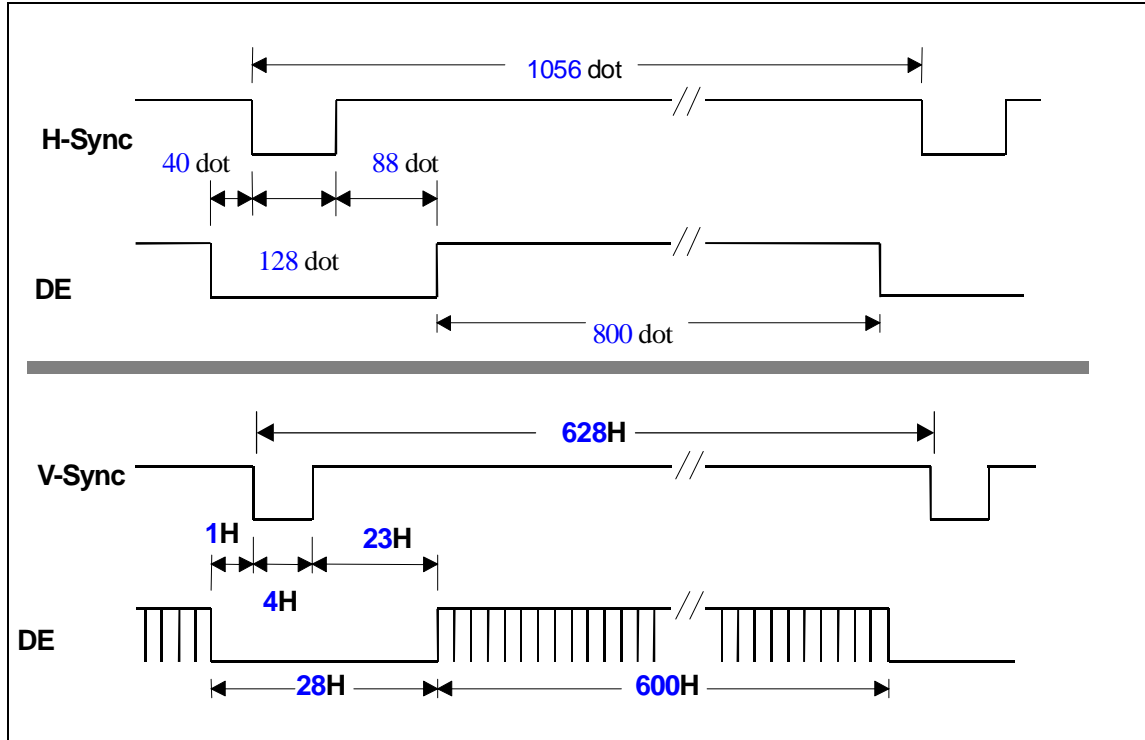 1056 dot
H-Sync
40 dot
88 dot
128 dot
DE
800 dot
628H
V-Sync
1H
23H
4H
DE
28H
600H